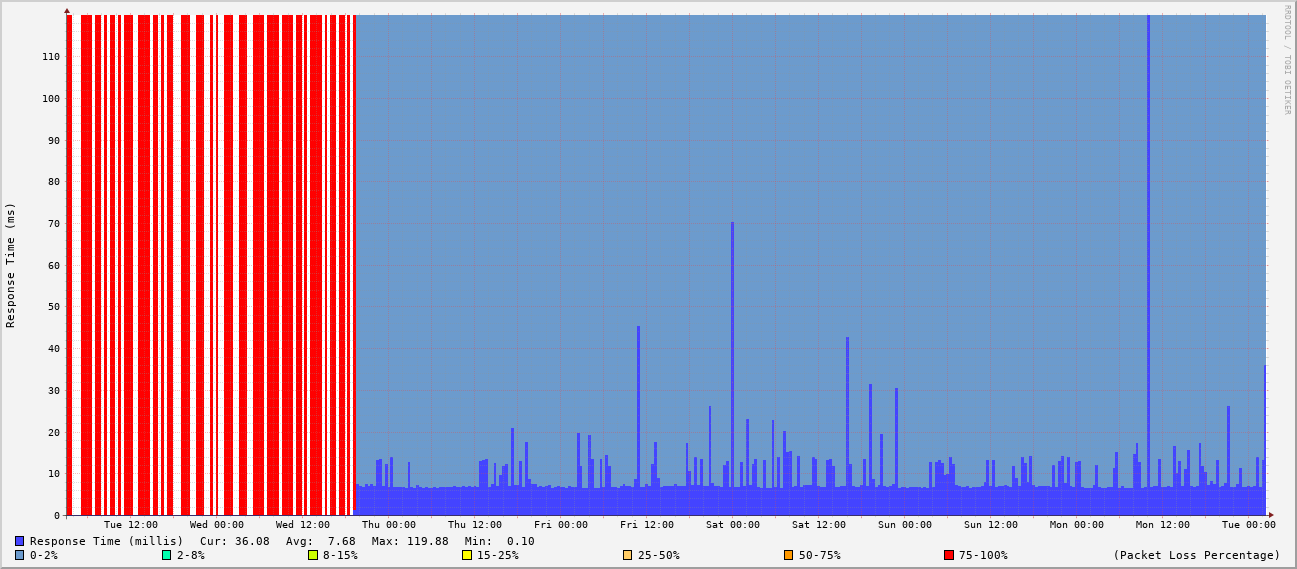 RRDTOOL / TOBI OETIKER
Response Time (ms)
110
100
90
80
70
60
50
40
30
20
10
0
Tue 12:00 Wed 00:00 Wed 12:00 Thu 00:00 Thu 12:00 Fri 00:00 Fri 12:00 Sat 00:00 Sat 12:00 Sun 00:00 Sun 12:00 Mon 00:00 Mon 12:00 Tue 00:00
Response Time (millis) Cur: 36.08 Avg: 7.68 Max: 119.88 Min: 0.10
0-2% 2-8% 8-15% 15-25% 25-50% 50-75% 75-100% (Packet Loss Percentage)